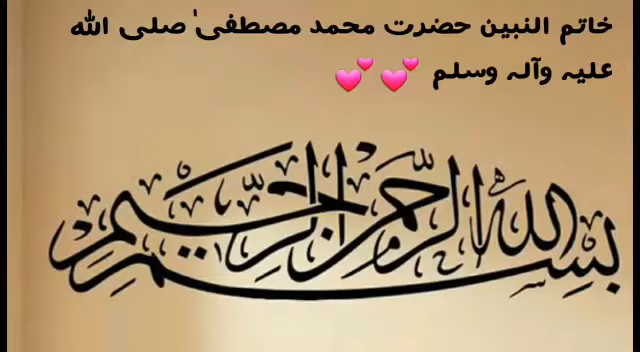 خاتم النبین حضرت محمد مصطفیٰ صلی اللہ
علیہ وآلہ وسلم 💕 💕
بسم الله الرحمن الرحيم